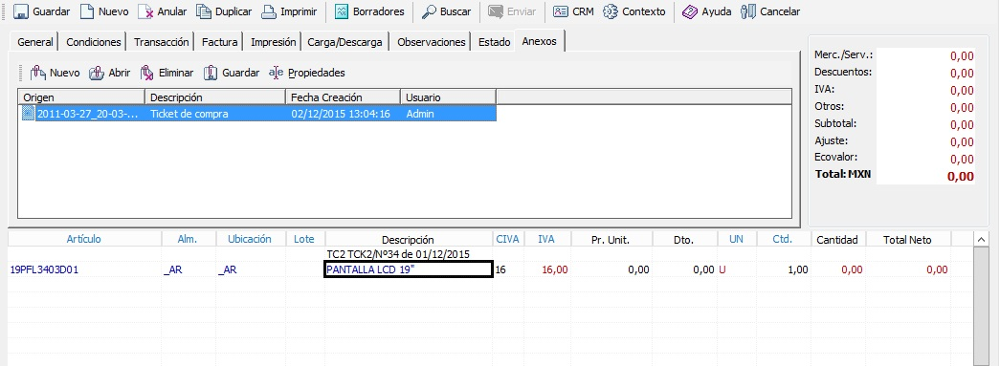 Guardar Nuevo Anular Duplicar Imprimir Borradores Buscar Enviar CRM Contexto Ayuda Cancelar
General Condiciones Transacción Factura Impresión Carga/Descarga Observaciones Estado Anexos
Nuevo Abrir Eliminar Guardar Propiedades
Origen Descripción Fecha Creación Usuario
2011-03-27_20-03-... Ticket de compra 02/12/2015 13:04:16 Admin
Merc./Serv.: 0,00
Descuentos: 0,00
IVA: 0,00
Otros: 0,00
Subtotal: 0,00
Ajuste: 0,00
Ecovalor: 0,00
Total: MXN 0,00
Artículo Alm. Ubicación Lote Descripción CIVA IVA Pr. Unit. Dto. UN Ctd. Cantidad Total Neto
TC2 TCK2/Nº34 de 01/12/2015
19PFL3403D01 _AR _AR PANTALLA LCD 19" 16 16,00 0,00 0,00 U 1,00 0,00 0,00